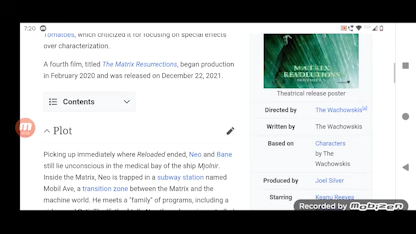 7:20
Tomatoes, which criticized it for focusing on special effects
over characterization.
A fourth film, titled The Matrix Resurrections, began production
in February 2020 and was released on December 22, 2021.
Contents
Plot
Picking up immediately where Reloaded ended, Neo and Bane
still lie unconscious in the medical bay of the ship Mjolnir.
Inside the Matrix, Neo is trapped in a subway station named
Mobil Ave, a transition zone between the Matrix and the
machine world. He meets a "family" of programs, including a
MATRIX
REVOLUTIONS
Theatrical release poster
Directed by The Wachowskis[a]
Written by The Wachowskis
Based on Characters
by The
Wachowskis
Produced by Joel Silver
Starring Keanu Reeves
Recorded by mobizen